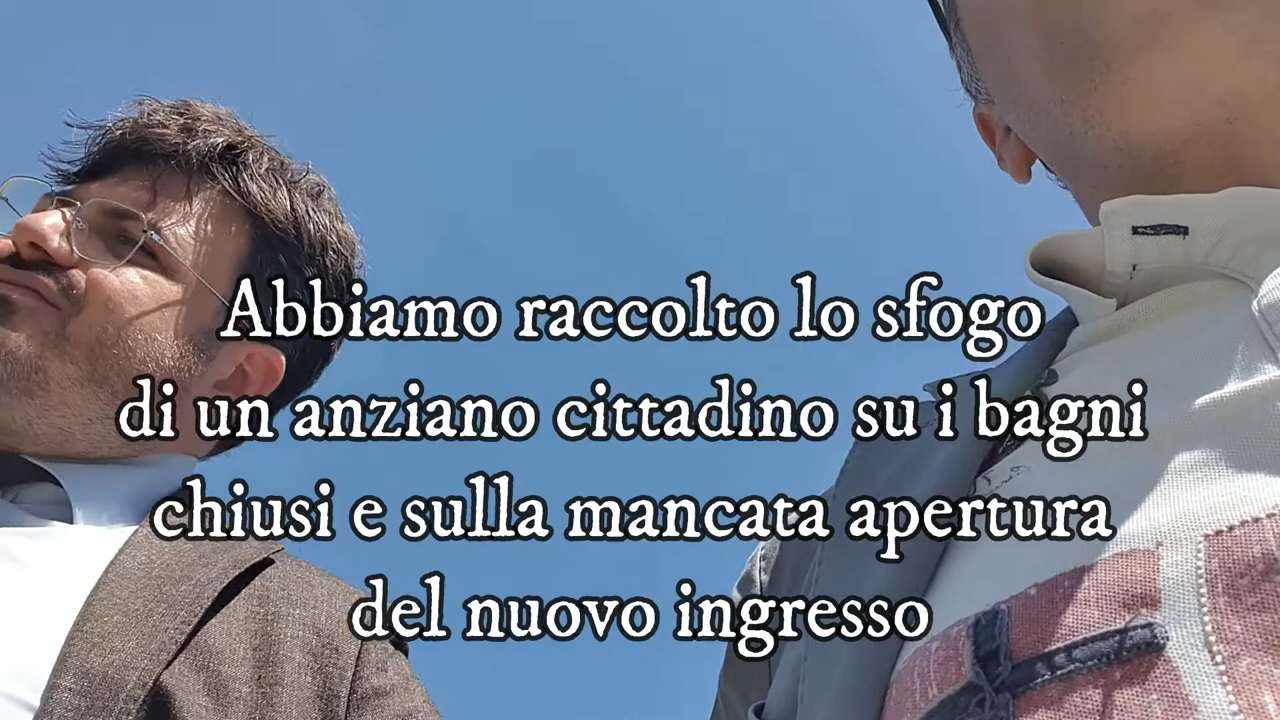 Abbiamo raccolto lo sfogo
di un anziano cittadino su i bagni
chiusi e sulla mancata apertura
del nuovo ingresso